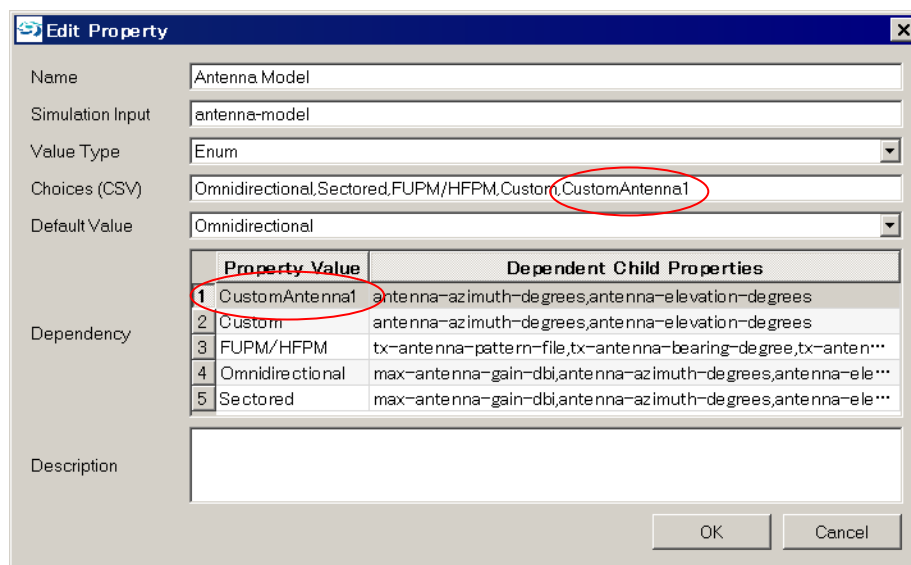 Edit Property
Name Antenna Model
Simulation Input antenna-model
Value Type Enum
Choices (CSV) Omnidirectional,Sectored,FUPM/HFPM,Custom,CustomAntenna1
Default Value Omnidirectional
Property Value Dependent Child Properties
1 CustomAntenna1 antenna-azimuth-degrees,antenna-elevation-degrees
2 Custom antenna-azimuth-degrees,antenna-elevation-degrees
Dependency
3 FUPM/HFPM tx-antenna-pattern-file,tx-antenna-bearing-degree,tx-anten…
4 Omnidirectional max-antenna-gain-dbi,antenna-azimuth-degrees,antenna-ele…
5 Sectored max-antenna-gain-dbi,antenna-azimuth-degrees,antenna-ele…
Description
OK Cancel